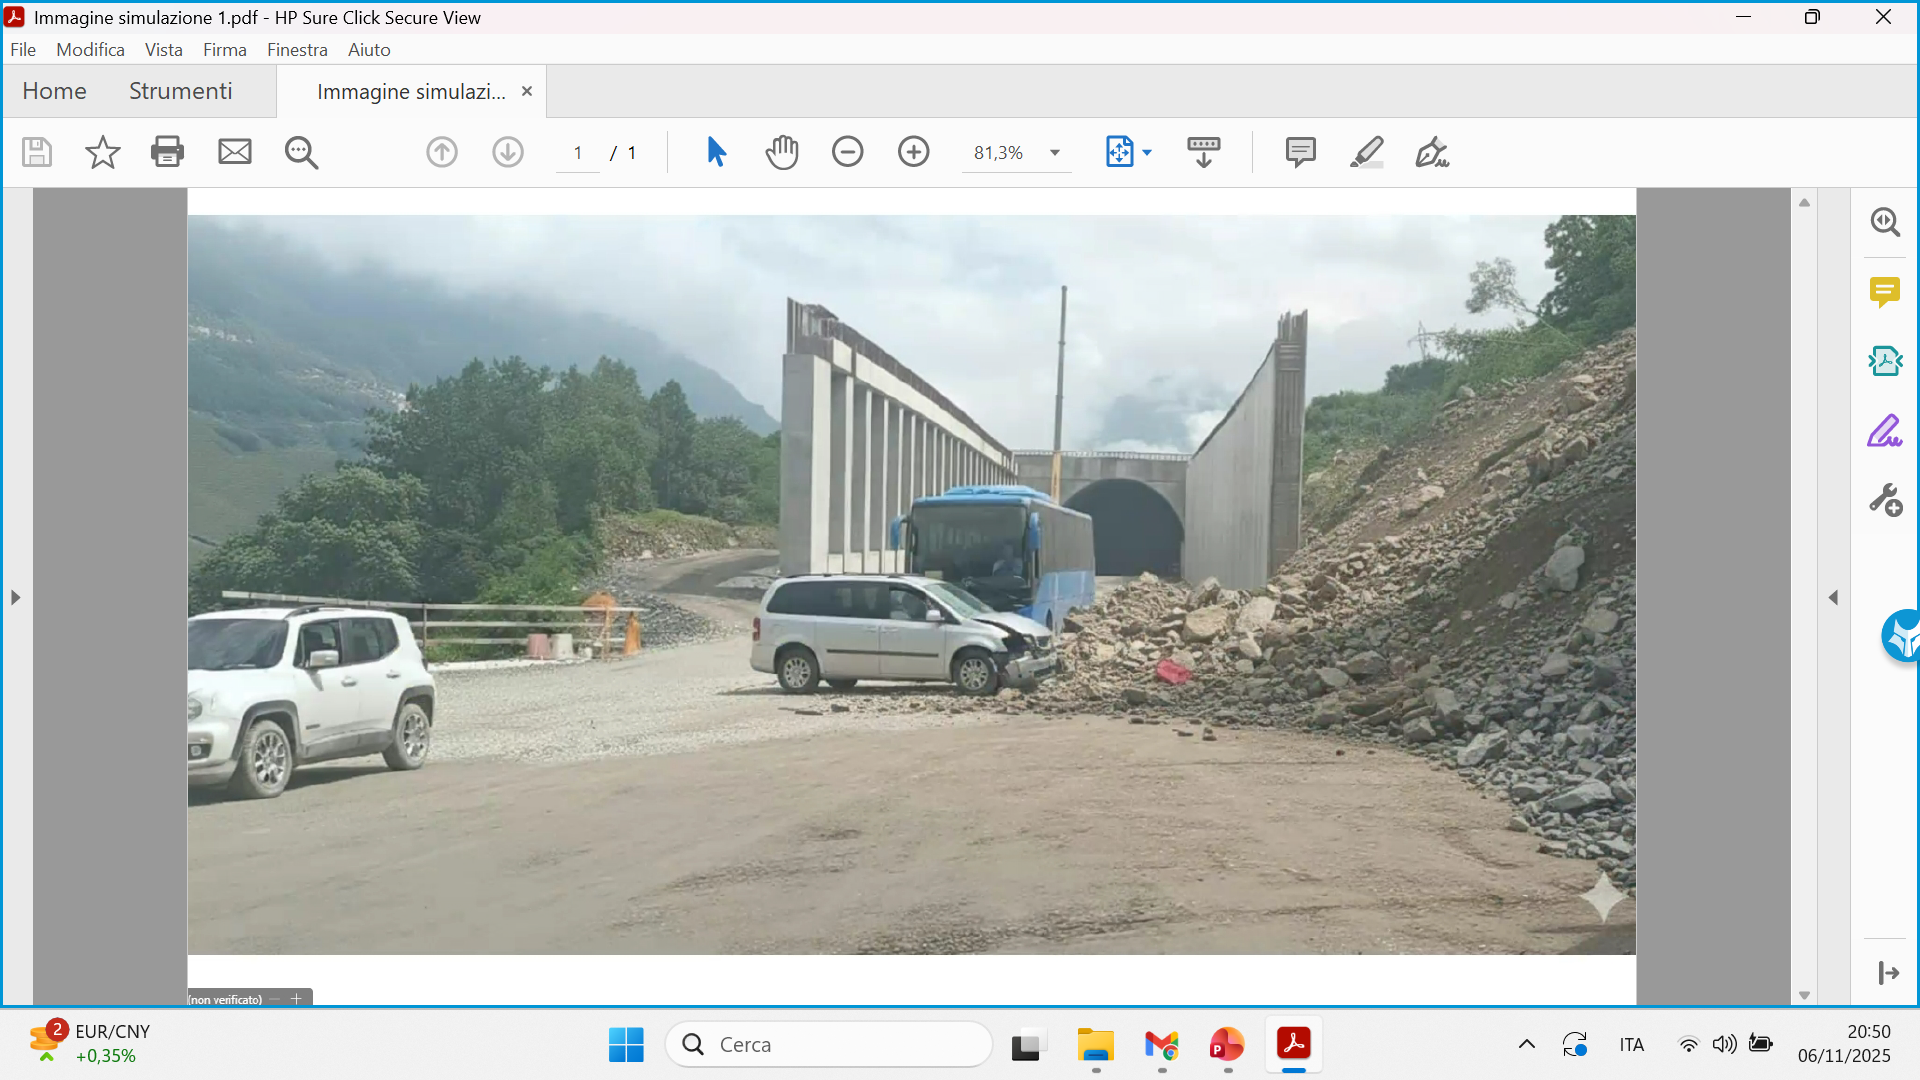 Immagine simulazione 1.pdf - HP Sure Click Secure View
File Modifica Vista Firma Finestra Aiuto
Home Strumenti Immagine simulazi... ×
1 / 1 81,3%
(non verificato)
2 EUR/CNY
+0,35%
Cerca
P
ITA
20:50
06/11/2025